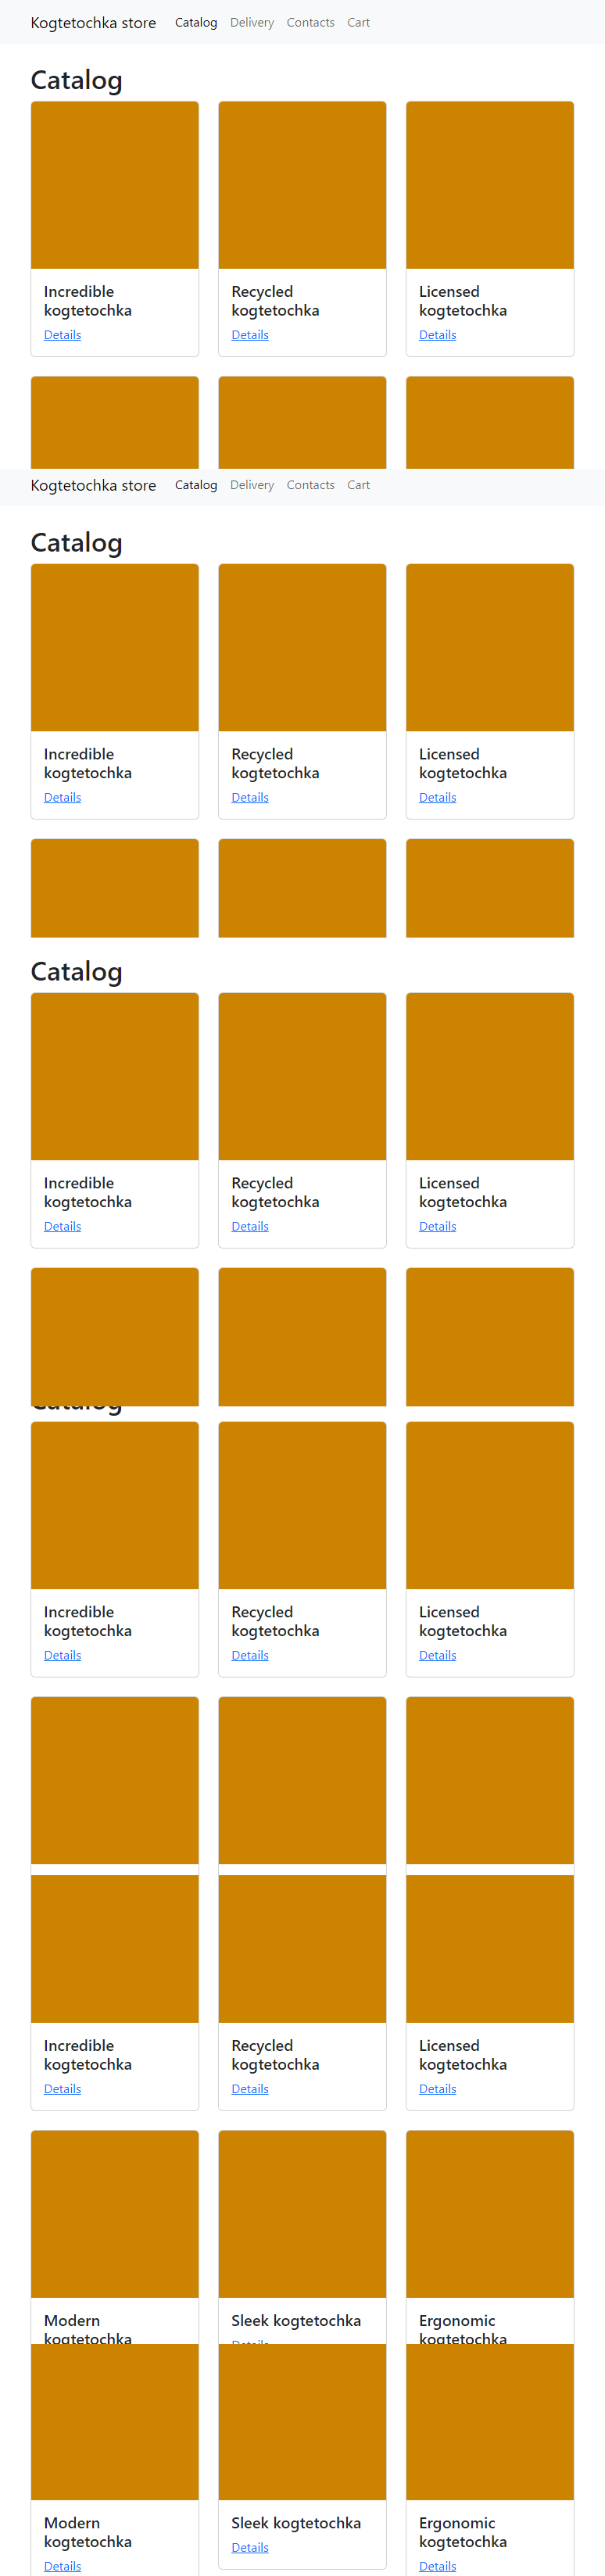 Kogtetochka store Catalog Delivery Contacts Cart
Catalog
Incredible kogtetochka
Details
Recycled kogtetochka
Details
Licensed kogtetochka
Details
Kogtetochka store Catalog Delivery Contacts Cart
Catalog
Incredible kogtetochka
Details
Recycled kogtetochka
Details
Licensed kogtetochka
Details
Catalog
Incredible kogtetochka
Details
Recycled kogtetochka
Details
Licensed kogtetochka
Details
Catalog
Incredible kogtetochka
Details
Recycled kogtetochka
Details
Licensed kogtetochka
Details
Incredible kogtetochka
Details
Recycled kogtetochka
Details
Licensed kogtetochka
Details
Modern kogtetochka
Sleek kogtetochka
Details
Ergonomic kogtetochka
Modern kogtetochka
Details
Sleek kogtetochka
Details
Ergonomic kogtetochka
Details